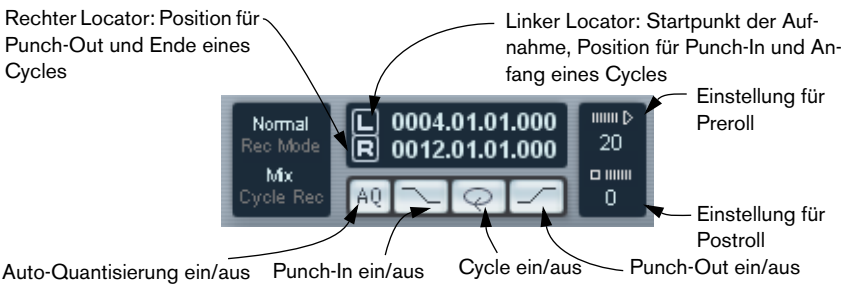 Rechter Locator: Position für
Punch-Out und Ende eines
Cycles
Linker Locator: Startpunkt der Auf-
nahme, Position für Punch-In und An-
fang eines Cycles
Einstellung für
Preroll
Normal
Rec Mode
Mix
Cycle Rec
L 0004.01.01.000
R 0012.01.01.000
AQ
20
0
Einstellung für
Postroll
Auto-Quantisierung ein/aus
Punch-In ein/aus
Cycle ein/aus
Punch-Out ein/aus